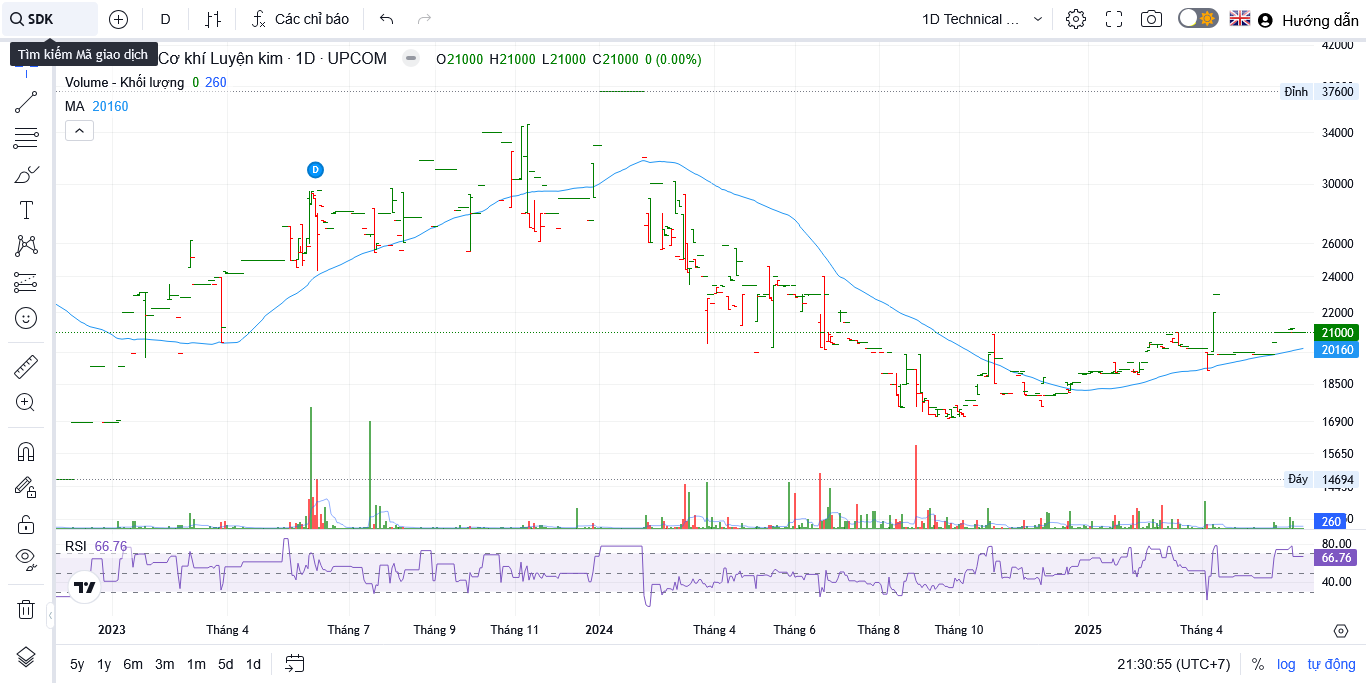 SDK
D
Các chỉ báo
1D Technical ...
Hướng dẫn
Tìm kiếm Mã giao dịch
Cơ khí Luyện kim · 1D · UPCOM
O21000 H21000 L21000 C21000 0 (0.00%)
Volume - Khối lượng 0 260
MA 20160
D
42000
Đỉnh 37600
34000
30000
26000
24000
22000
21000
20160
18500
16900
15650
Đáy 14694
260
RSI 66.76
80.00
66.76
40.00
2023
Tháng 4
Tháng 7
Tháng 9
Tháng 11
2024
Tháng 4
Tháng 6
Tháng 8
Tháng 10
2025
Tháng 4
5y 1y 6m 3m 1m 5d 1d
21:30:55 (UTC+7)
% log tự động